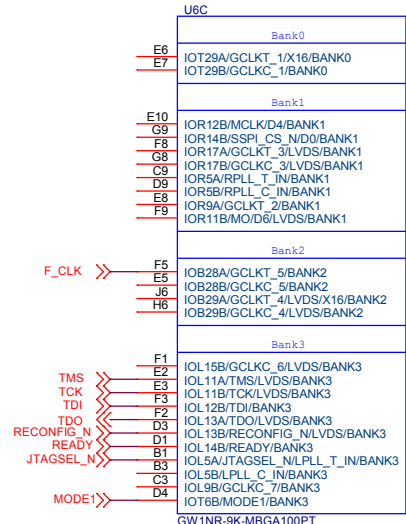 U6C
Bank0
E6 IOT29A/GCLKT_1/X16/BANK0
E7 IOT29B/GCLKC_1/BANK0
Bank1
E10 IOR12B/MCLK/D4/BANK1
G9 IOR14B/SSPI_CS_N/D0/BANK1
F8 IOR17A/GCLKT_3/LVDS/BANK1
G8 IOR17B/GCLKC_3/LVDS/BANK1
C9 IOR5A/RPLL_T_IN/BANK1
D9 IOR5B/RPLL_C_IN/BANK1
E8 IOR9A/GCLKT_2/BANK1
F9 IOR11B/MO/D6/LVDS/BANK1
Bank2
F_CLK F5 IOB28A/GCLKT_5/BANK2
E5 IOB28B/GCLKC_5/BANK2
J6 IOB29A/GCLKT_4/LVDS/X16/BANK2
H6 IOB29B/GCLKC_4/LVDS/BANK2
Bank3
F1 IOL15B/GCLKC_6/LVDS/BANK3
TMS E2 IOL11A/TMS/LVDS/BANK3
TCK E3 IOL11B/TCK/LVDS/BANK3
TDI F3 IOL12B/TDI/BANK3
TDO F2 IOL13A/TDO/LVDS/BANK3
RECONFIG_N D3 IOL13B/RECONFIG_N/LVDS/BANK3
READY D1 IOL14B/READY/BANK3
JTAGSEL_N B1 IOL5A/JTAGSEL_N/LPLL_T_IN/BANK3
B3 IOL5B/LPLL_C_IN/BANK3
C3 IOL9B/GCLKC_7/BANK3
MODE1 D4 IOT6B/MODE1/BANK3
GW1NR-9K-MBGA100PT